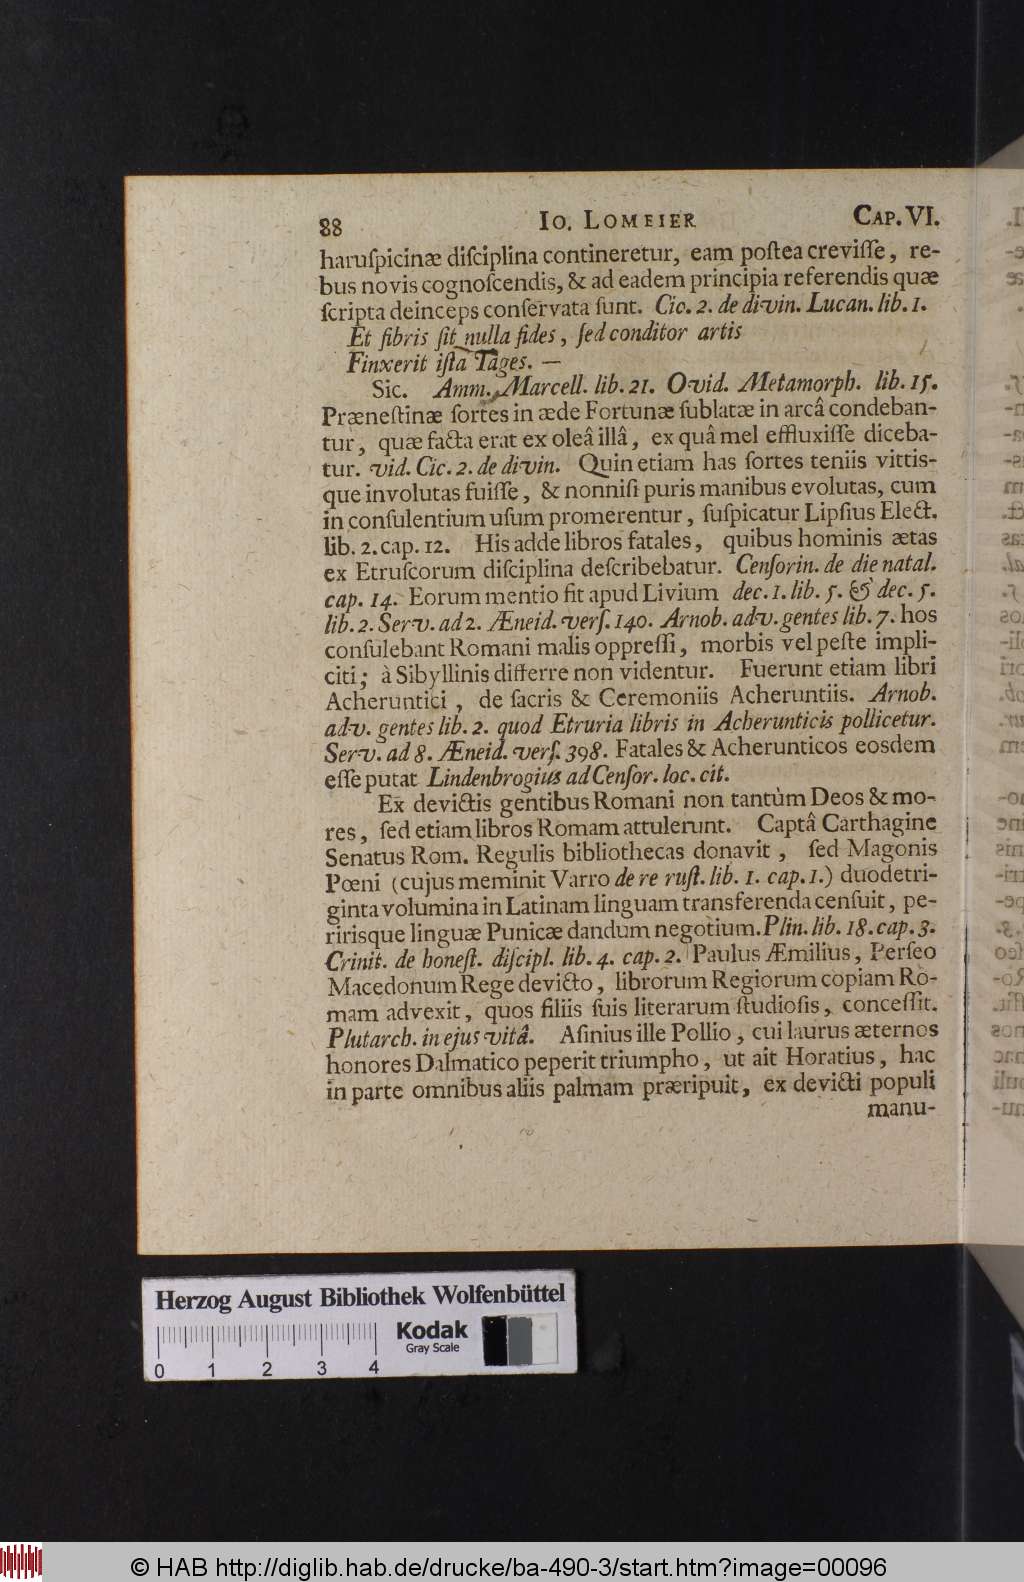 88 IO. LOMEIER CAP. VI.
haruſpicinæ diſciplina contineretur, eam poſtea creviſſe, re-
bus novis cognoſcendis, & ad eadem principia referendis quæ
ſcripta deinceps conſervata ſunt. Cic. 2. de divin. Lucan. lib. 1.
Et fibris ſit nulla fides, ſed conditor artis
Finxerit iſta Tages. —
Sic. Amm. Marcell. lib. 21. Ovid. Metamorph. lib. 15.
Præneſtinæ ſortes in æde Fortunæ ſublatæ in arcâ condeban-
tur, quæ facta erat ex oleâ illâ, ex quâ mel effluxiſſe diceba-
tur. vid. Cic. 2. de divin. Quin etiam has ſortes teniis vittis-
que involutas fuiſſe, & nonniſi puris manibus evolutas, cum
in conſulentium uſum promerentur, ſuſpicatur Lipſius Elect.
lib. 2. cap. 12. His adde libros fatales, quibus hominis ætas
ex Etruſcorum diſciplina deſcribebatur. Cenſorin. de die natal.
cap. 14. Eorum mentio fit apud Livium dec. 1. lib. 5. & dec. 5.
lib. 2. Serv. ad 2. Æneid. verſ. 140. Arnob. adv. gentes lib. 7. hos
conſulebant Romani malis oppreſſi, morbis vel peſte impli-
citi; à Sibyllinis differre non videntur. Fuerunt etiam libri
Acheruntici, de ſacris & Ceremoniis Acheruntiis. Arnob.
adv. gentes lib. 2. quod Etruria libris in Acherunticis pollicetur.
Serv. ad 8. Æneid. verſ. 398. Fatales & Acherunticos eosdem
eſſe putat Lindenbrogius ad Cenſor. loc. cit.
Ex devictis gentibus Romani non tantùm Deos & mo-
res, ſed etiam libros Romam attulerunt. Captâ Carthagine
Senatus Rom. Regulis bibliothecas donavit, ſed Magonis
Pœni (cujus meminit Varro de re ruſt. lib. 1. cap. 1.) duodetri-
ginta volumina in Latinam linguam transferenda cenſuit, pe-
ririsque linguæ Punicæ dandum negotium. Plin. lib. 18. cap. 3.
Crinit. de honeſt. diſcipl. lib. 4. cap. 2. Paulus Æmilius, Perſeo
Macedonum Rege devicto, librorum Regiorum copiam Ro-
mam advexit, quos filiis ſuis literarum ſtudioſis, conceſſit.
Plutarch. in ejus vitâ. Aſinius ille Pollio, cui laurus æternos
honores Dalmatico peperit triumpho, ut ait Horatius, hac
in parte omnibus aliis palmam præripuit, ex devicti populi
manu-
Herzog August Bibliothek Wolfenbüttel
0 1 2 3 4
Kodak
Gray Scale
© HAB http://diglib.hab.de/drucke/ba-490-3/start.htm?image=00096